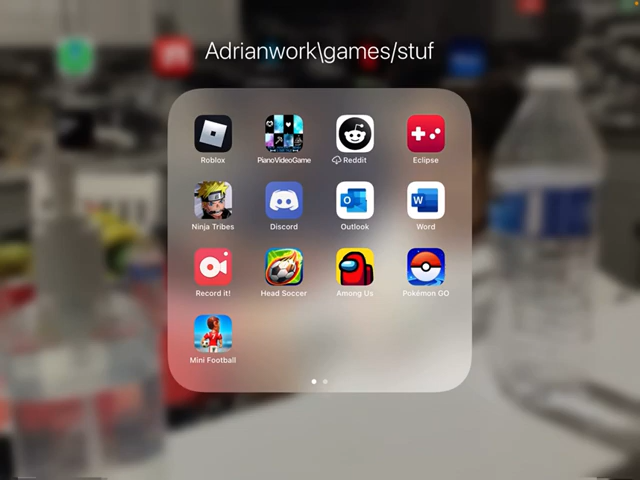 Adrianwork\games/stuf
Roblox
PianoVideoGame
Reddit
Eclipse
Ninja Tribes
Discord
Outlook
Word
Record it!
Head Soccer
Among Us
Pokémon GO
Mini Football